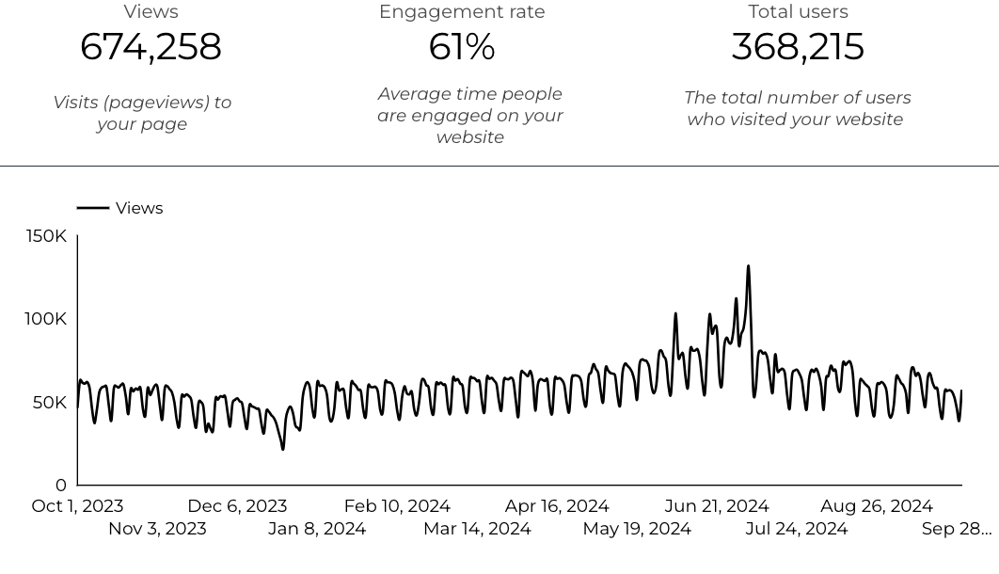 Views
674,258
Visits (pageviews) to
your page
Engagement rate
61%
Average time people
are engaged on your
website
Total users
368,215
The total number of users
who visited your website
Views
150K
100K
50K
0
Oct 1, 2023
Nov 3, 2023
Dec 6, 2023
Jan 8, 2024
Feb 10, 2024
Mar 14, 2024
Apr 16, 2024
May 19, 2024
Jun 21, 2024
Jul 24, 2024
Aug 26, 2024
Sep 28...